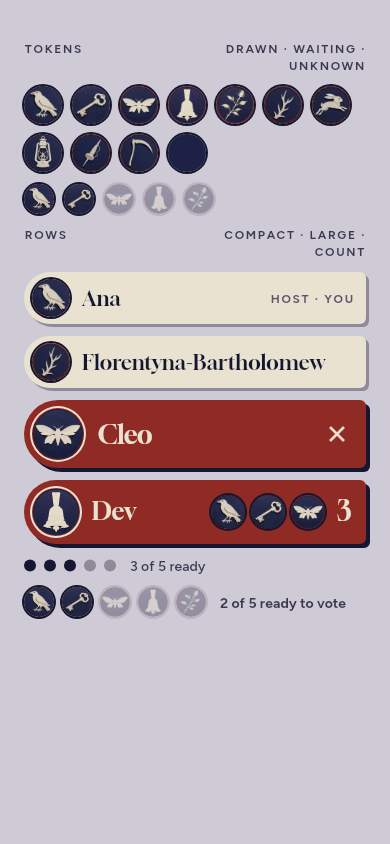 TOKENS
DRAWN · WAITING ·
UNKNOWN
ROWS
COMPACT · LARGE ·
COUNT
Ana
HOST · YOU
Florentyna-Bartholomew
Cleo ×
Dev 3
3 of 5 ready
2 of 5 ready to vote